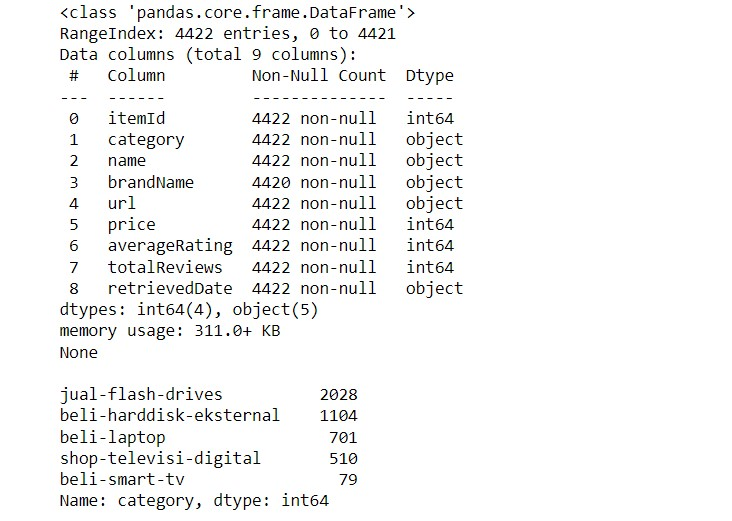 <class 'pandas.core.frame.DataFrame'>
RangeIndex: 4422 entries, 0 to 4421
Data columns (total 9 columns):
 #   Column         Non-Null Count  Dtype
---  ------         --------------  -----
 0   itemId         4422 non-null   int64
 1   category       4422 non-null   object
 2   name           4422 non-null   object
 3   brandName      4420 non-null   object
 4   url            4422 non-null   object
 5   price          4422 non-null   int64
 6   averageRating  4422 non-null   int64
 7   totalReviews   4422 non-null   int64
 8   retrievedDate  4422 non-null   object
dtypes: int64(4), object(5)
memory usage: 311.0+ KB
None

jual-flash-drives          2028
beli-harddisk-eksternal    1104
beli-laptop                 701
shop-televisi-digital       510
beli-smart-tv                79
Name: category, dtype: int64